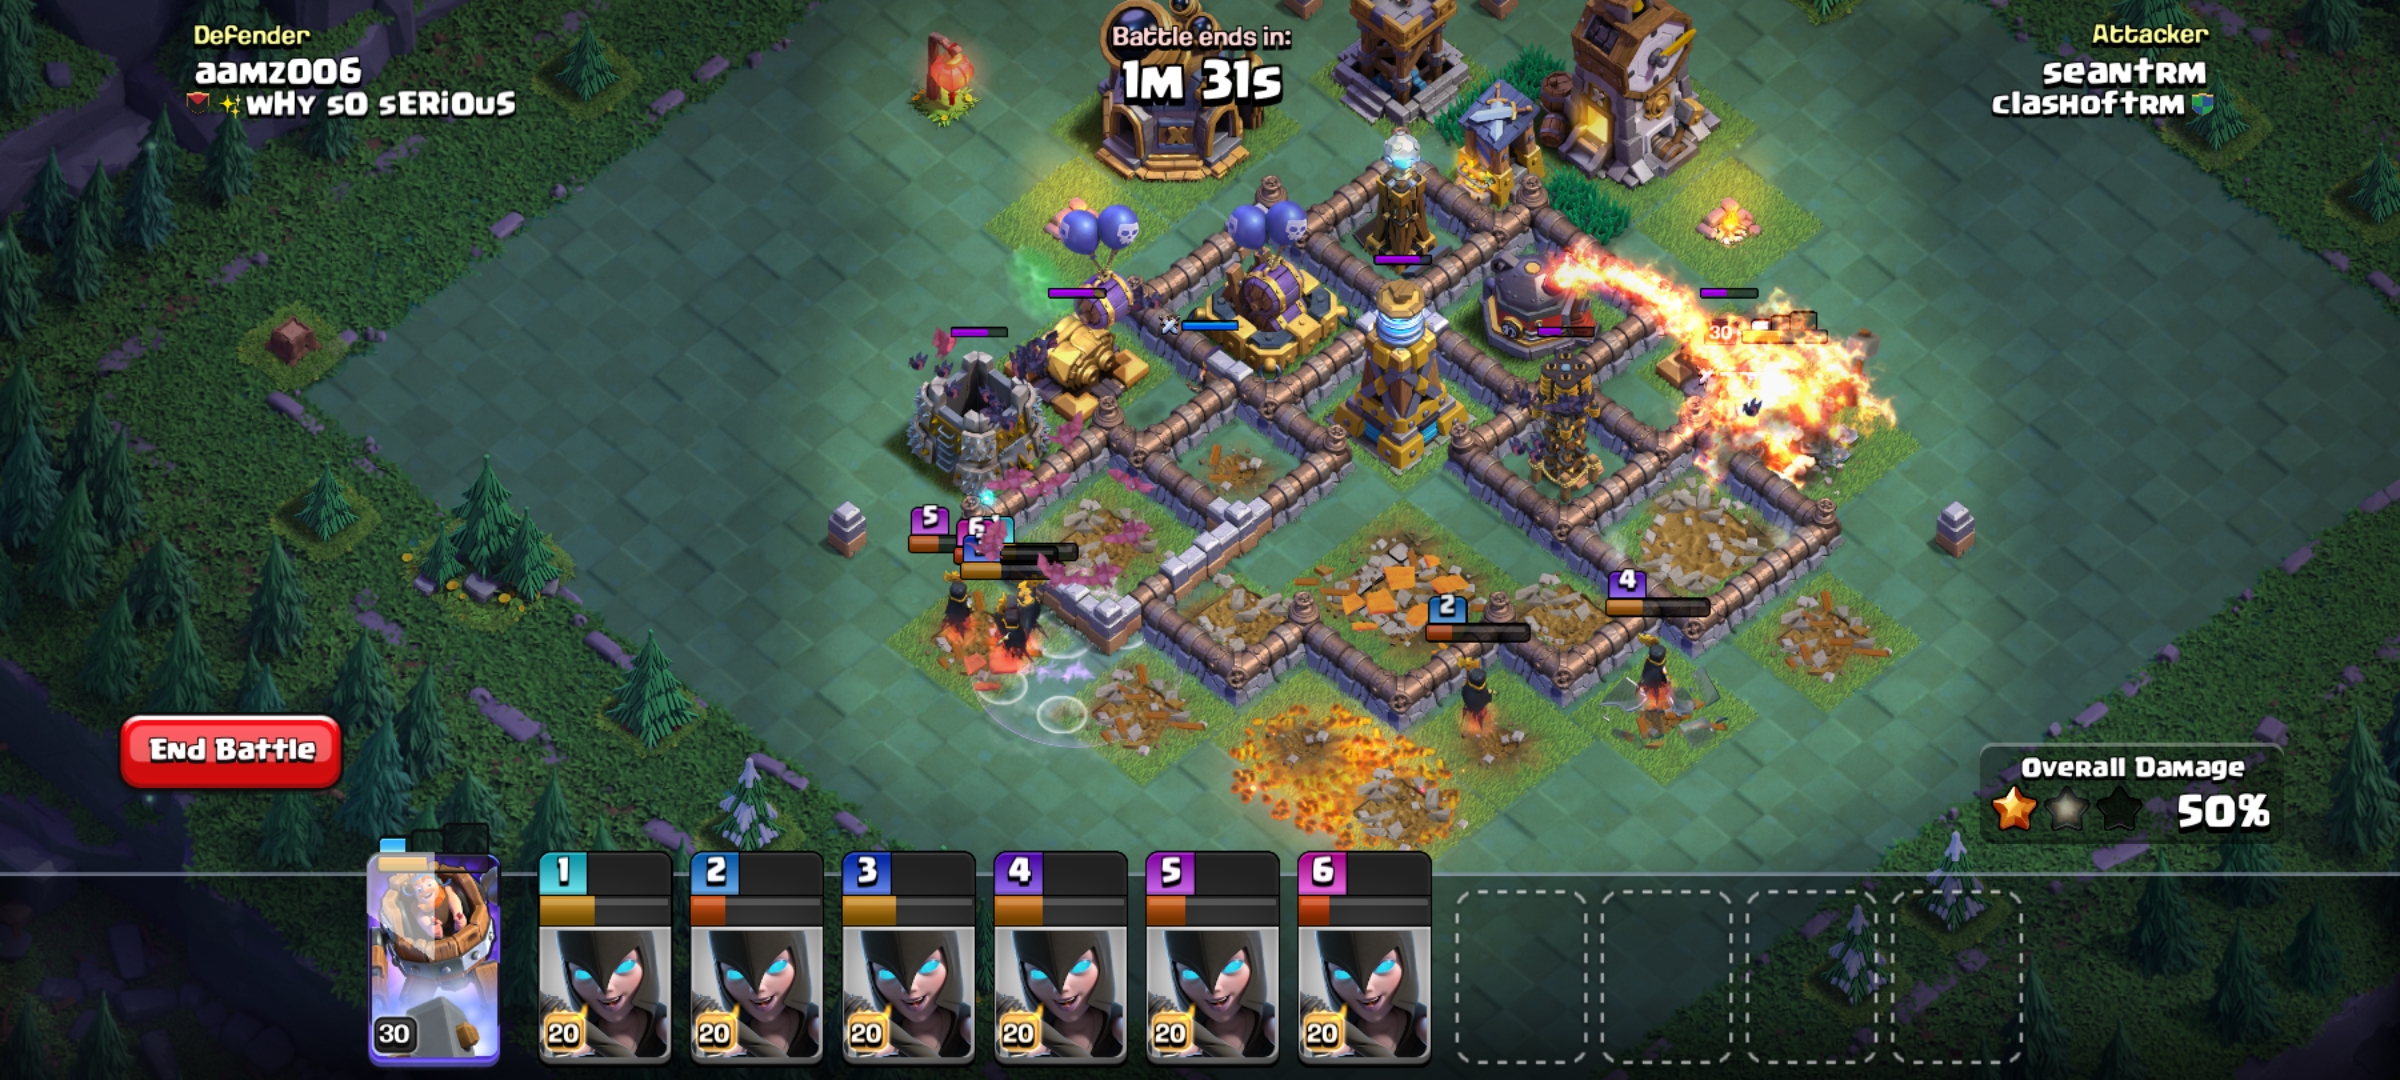 Defender
aamz006
wHy sO sERiOuS
Battle ends in:
1m 31s
Attacker
seantrm
clashoftrm
30
5
6
4
2
End Battle
Overall Damage
50%
1
2
3
4
5
6
30
20
20
20
20
20
20